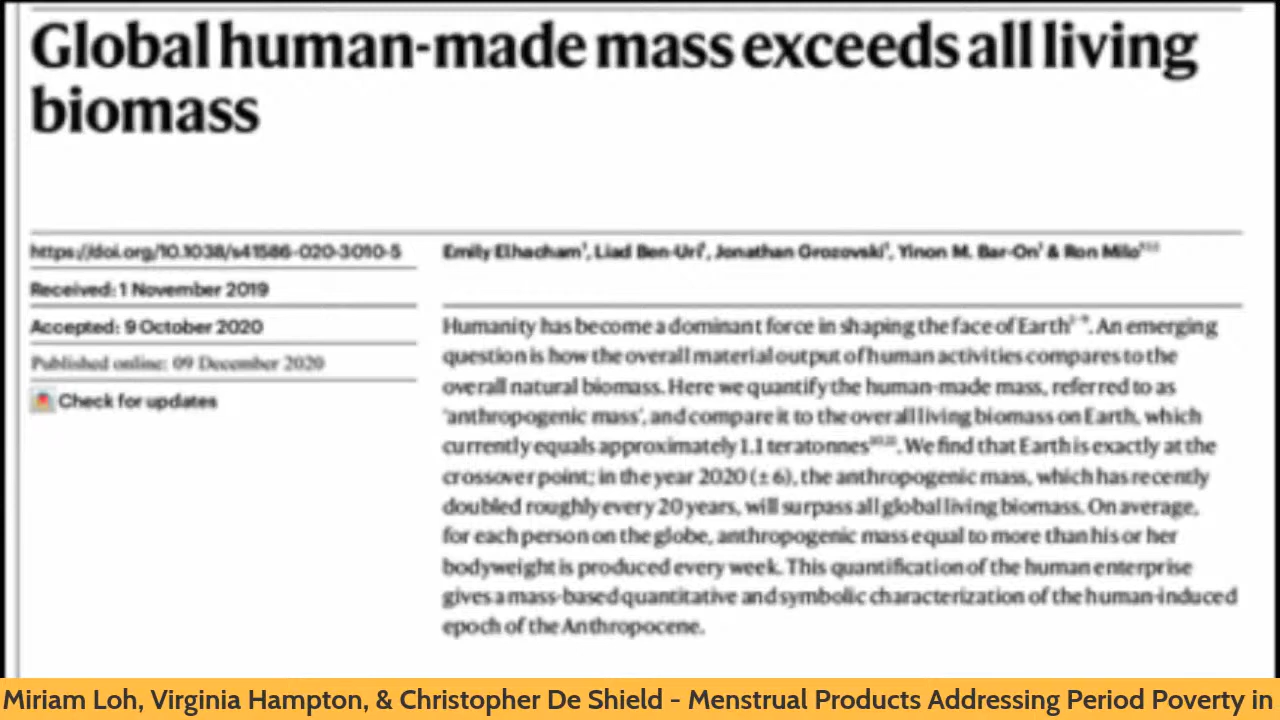 Global human-made mass exceeds all living
biomass
https://doi.org/10.1038/s41586-020-3010-5
Emily Elhacham¹, Liad Ben-Uri¹, Jonathan Grozovski¹, Yinon M. Bar-On¹ & Ron Milo
Received: 1 November 2019
Accepted: 9 October 2020
Published online: 09 December 2020
Check for updates
Humanity has become a dominant force in shaping the face of Earth. An emerging
question is how the overall material output of human activities compares to the
overall natural biomass. Here we quantify the human-made mass, referred to as
‘anthropogenic mass’, and compare it to the overall living biomass on Earth, which
currently equals approximately 1.1 teratonnes. We find that Earth is exactly at the
crossover point; in the year 2020 (± 6), the anthropogenic mass, which has recently
doubled roughly every 20 years, will surpass all global living biomass. On average,
for each person on the globe, anthropogenic mass equal to more than his or her
bodyweight is produced every week. This quantification of the human enterprise
gives a mass-based quantitative and symbolic characterization of the human-induced
epoch of the Anthropocene.
Miriam Loh, Virginia Hampton, & Christopher De Shield - Menstrual Products Addressing Period Poverty in